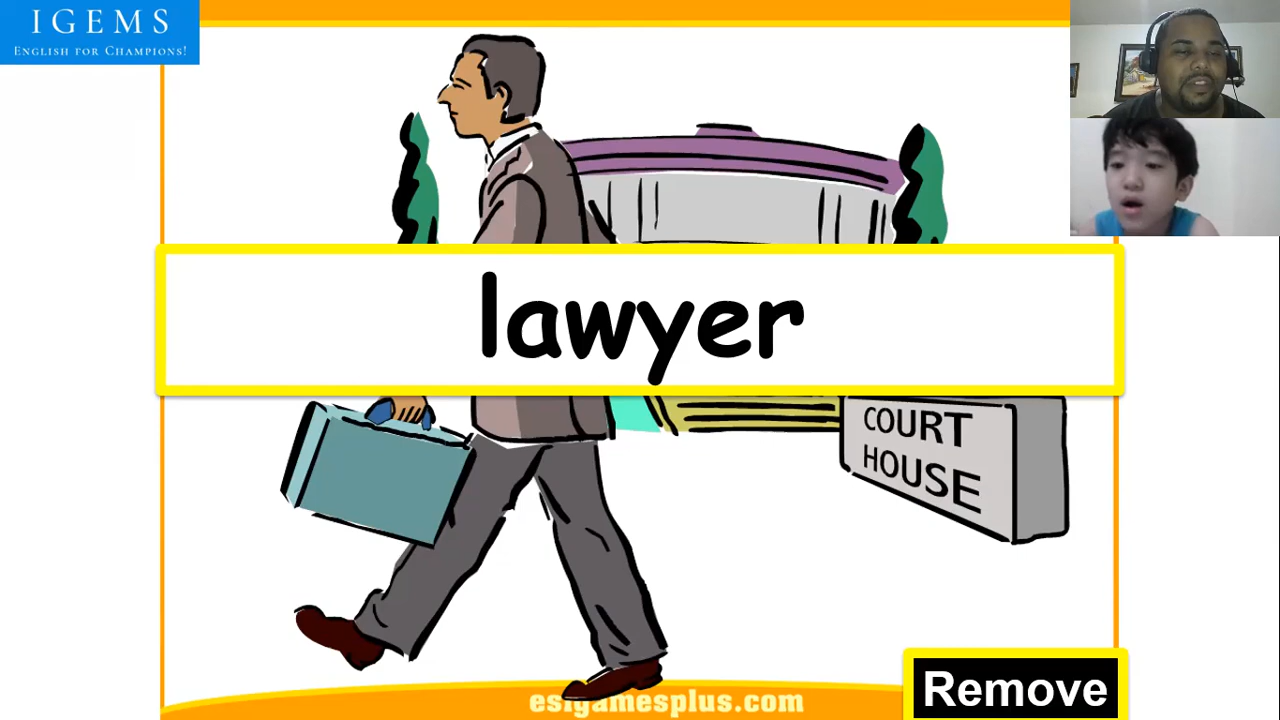 IGEMS
ENGLISH FOR CHAMPIONS!
lawyer
COURT
HOUSE
eslgamesplus.com
Remove